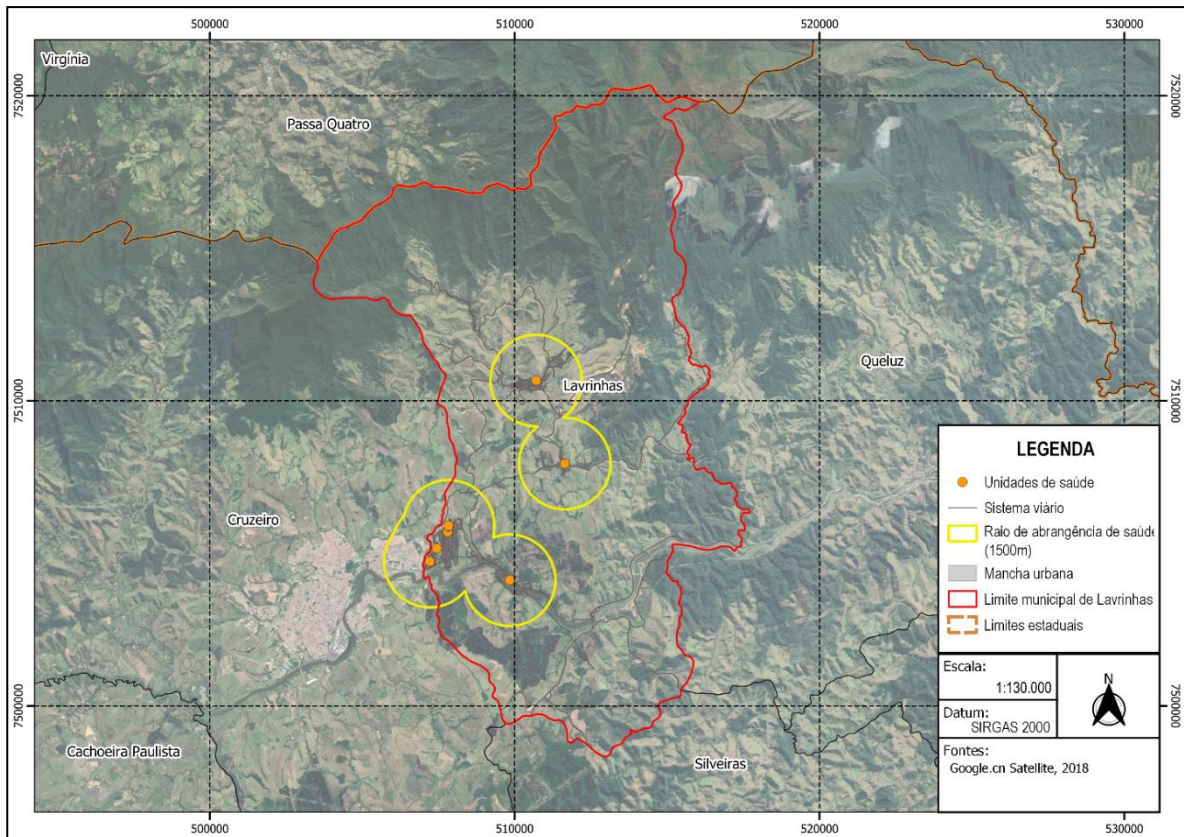 500000
510000
520000
530000
Virgínia
7520000
7520000
Passa Quatro
Queluz
Lavrinhas
7510000
7510000
Cruzeiro
LEGENDA
Unidades de saúde
Sistema viário
Raio de abrangência de saúde
(1500m)
Mancha urbana
Limite municipal de Lavrinhas
Limites estaduais
Escala:
1:130.000
N
Datum:
SIRGAS 2000
Fontes:
Google.cn Satellite, 2018
7500000
7500000
Cachoeira Paulista
Silveiras
500000
510000
520000
530000